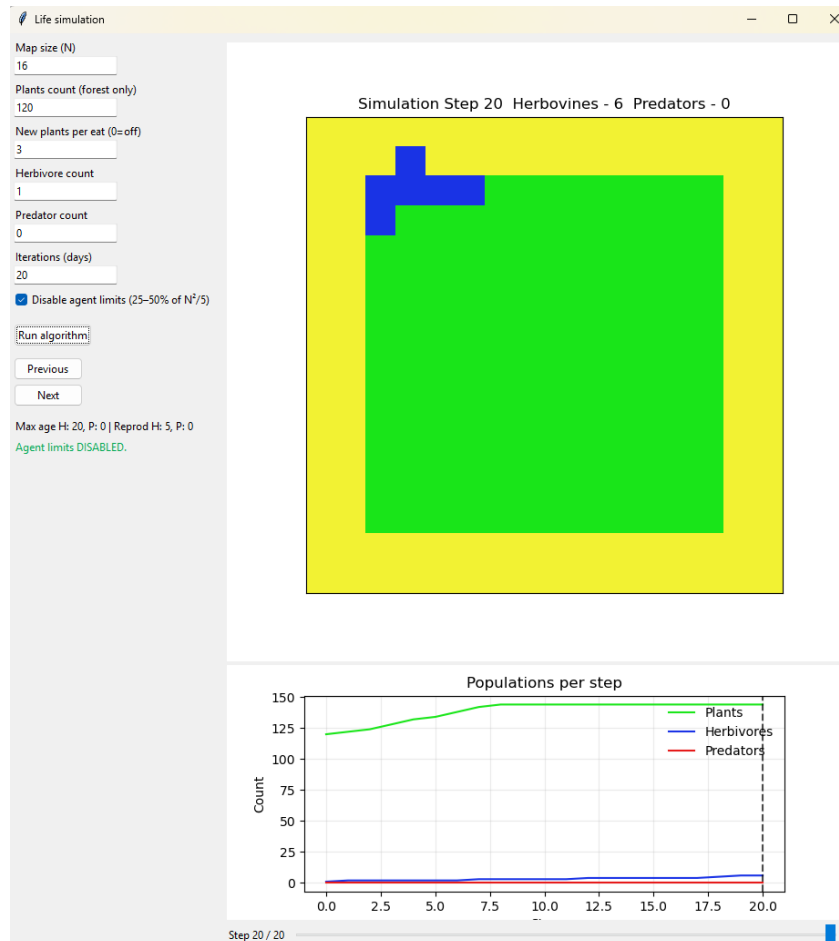 Life simulation
Map size (N)
16
Plants count (forest only)
120
New plants per eat (0=off)
3
Herbivore count
1
Predator count
0
Iterations (days)
20
Disable agent limits (25–50% of N²/5)
Run algorithm
Previous
Next
Max age H: 20, P: 0 | Reprod H: 5, P: 0
Agent limits DISABLED.
Simulation Step 20 Herbovines - 6 Predators - 0
Populations per step
150
125
100
75
50
25
0
Count
Plants
Herbivores
Predators
0.0 2.5 5.0 7.5 10.0 12.5 15.0 17.5 20.0
Step 20 / 20